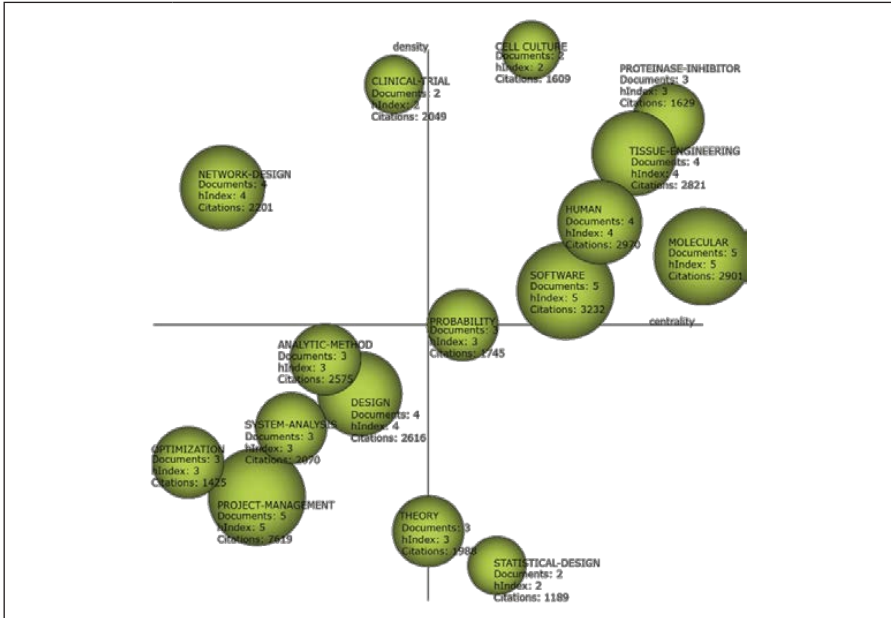 density
CELL CULTURE
Documents: 2
hIndex: 2
Citations: 1609
PROTEINASE-INHIBITOR
Documents: 3
hIndex: 3
Citations: 1629
CLINICAL-TRIAL
Documents: 2
hIndex: 2
Citations: 2049
TISSUE-ENGINEERING
Documents: 4
hIndex: 4
Citations: 2821
NETWORK-DESIGN
Documents: 4
hIndex: 4
Citations: 2201
HUMAN
Documents: 4
hIndex: 4
Citations: 2970
MOLECULAR
Documents: 5
hIndex: 5
Citations: 2901
SOFTWARE
Documents: 5
hIndex: 5
Citations: 3232
PROBABILITY
Documents: 3
hIndex: 3
Citations: 1745
centrality
ANALYTIC-METHOD
Documents: 3
hIndex: 3
Citations: 2575
DESIGN
Documents: 4
hIndex: 4
Citations: 2616
SYSTEM-ANALYSIS
Documents: 3
hIndex: 3
Citations: 2070
OPTIMIZATION
Documents: 3
hIndex: 3
Citations: 1425
PROJECT-MANAGEMENT
Documents: 5
hIndex: 5
Citations: 7619
THEORY
Documents: 3
hIndex: 3
Citations: 1988
STATISTICAL-DESIGN
Documents: 2
hIndex: 2
Citations: 1189